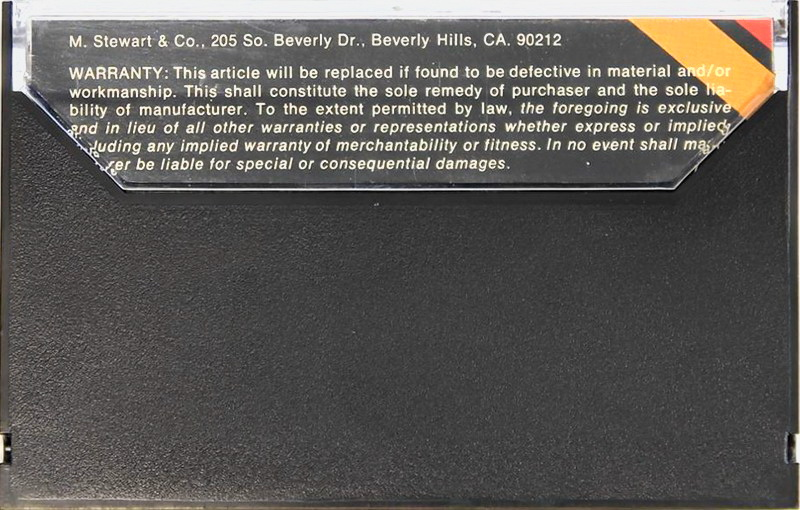 M. Stewart & Co., 205 So. Beverly Dr., Beverly Hills, CA. 90212
WARRANTY: This article will be replaced if found to be defective in material and/or
workmanship. This shall constitute the sole remedy of purchaser and the sole lia-
bility of manufacturer. To the extent permitted by law, the foregoing is exclusive
and in lieu of all other warranties or representations whether express or implied,
any implied warranty of merchantability or fitness. In no event shall
be liable for special or consequential damages.